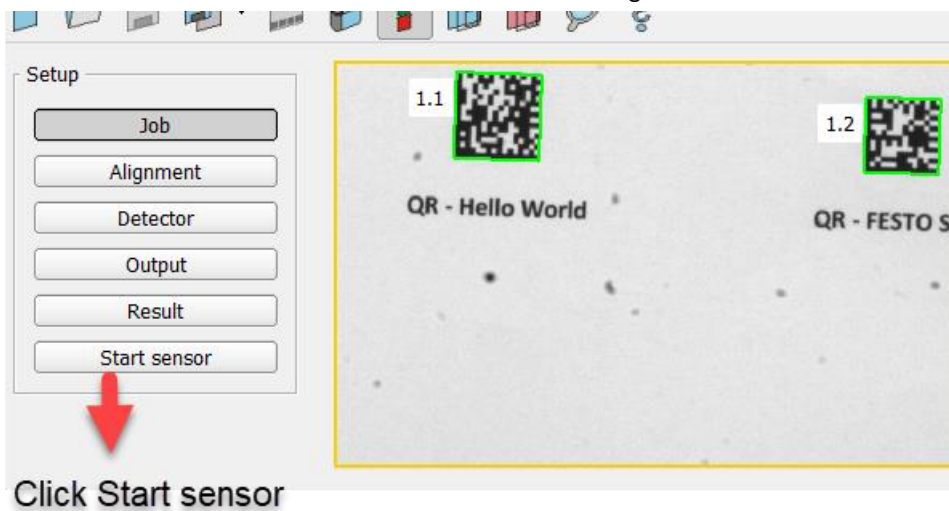 Setup
Job
Alignment
Detector
Output
Result
Start sensor
1.1
1.2
QR - Hello World
QR - FESTO S
Click Start sensor